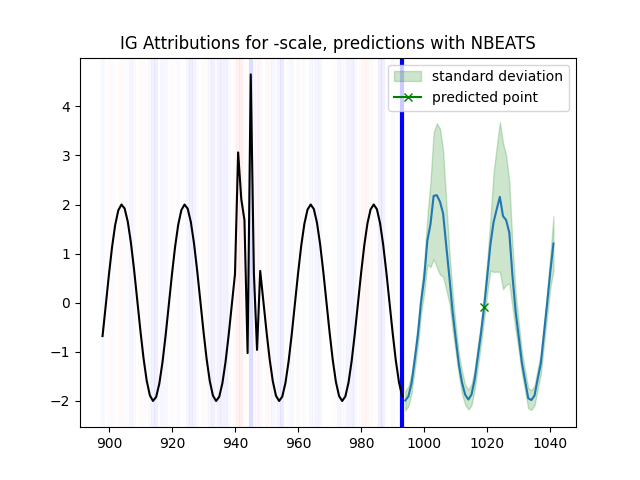 IG Attributions for -scale, predictions with NBEATS
standard deviation
predicted point
4
3
2
1
0
−1
−2
900 920 940 960 980 1000 1020 1040